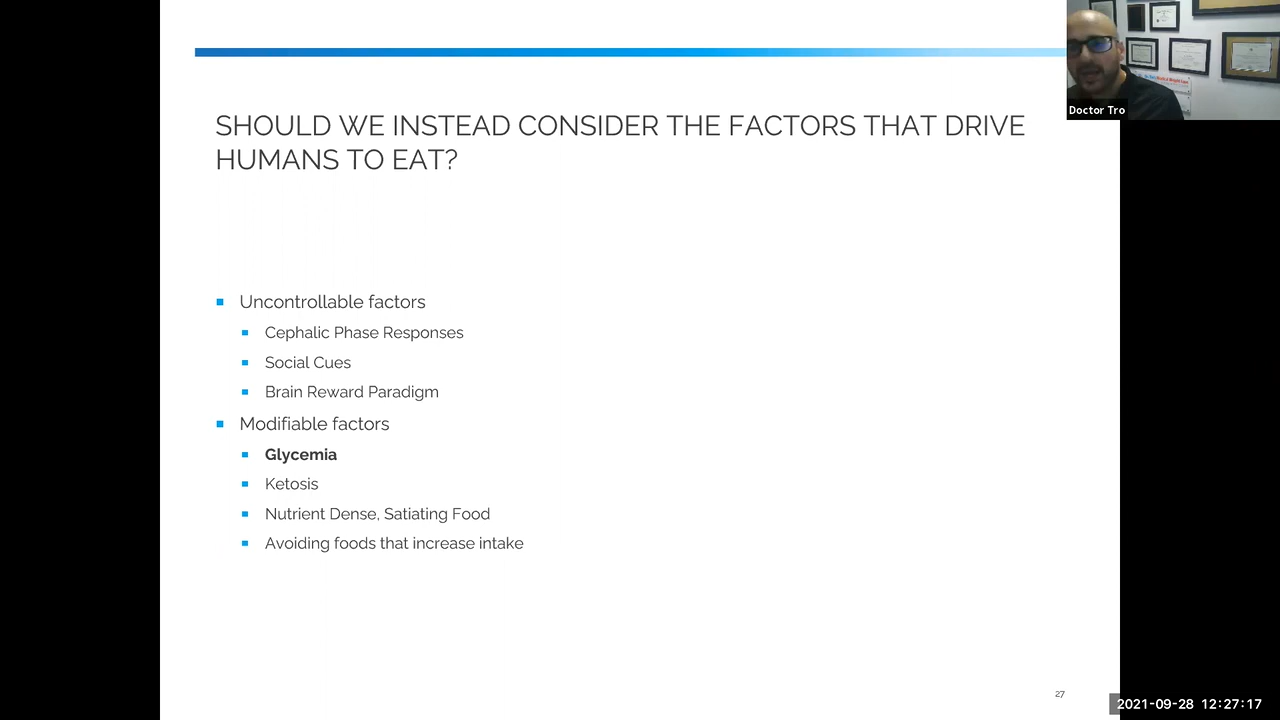 Doctor Tro
SHOULD WE INSTEAD CONSIDER THE FACTORS THAT DRIVE
HUMANS TO EAT?
Uncontrollable factors
Cephalic Phase Responses
Social Cues
Brain Reward Paradigm
Modifiable factors
Glycemia
Ketosis
Nutrient Dense, Satiating Food
Avoiding foods that increase intake
27
2021-09-28 12:27:17